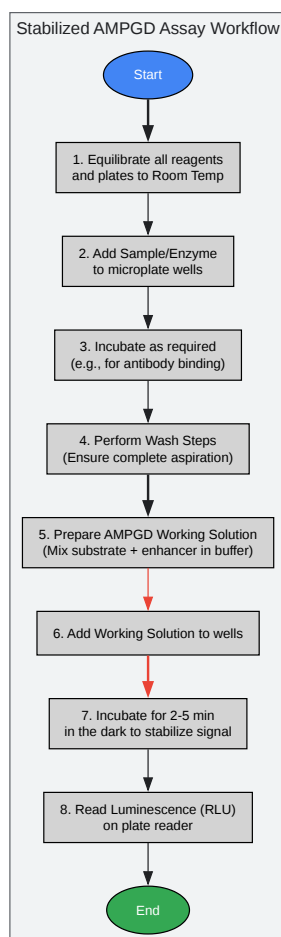 Stabilized AMPGD Assay Workflow
Start
1. Equilibrate all reagents
and plates to Room Temp
2. Add Sample/Enzyme
to microplate wells
3. Incubate as required
(e.g., for antibody binding)
4. Perform Wash Steps
(Ensure complete aspiration)
5. Prepare AMPGD Working Solution
(Mix substrate + enhancer in buffer)
6. Add Working Solution to wells
7. Incubate for 2-5 min
in the dark to stabilize signal
8. Read Luminescence (RLU)
on plate reader
End